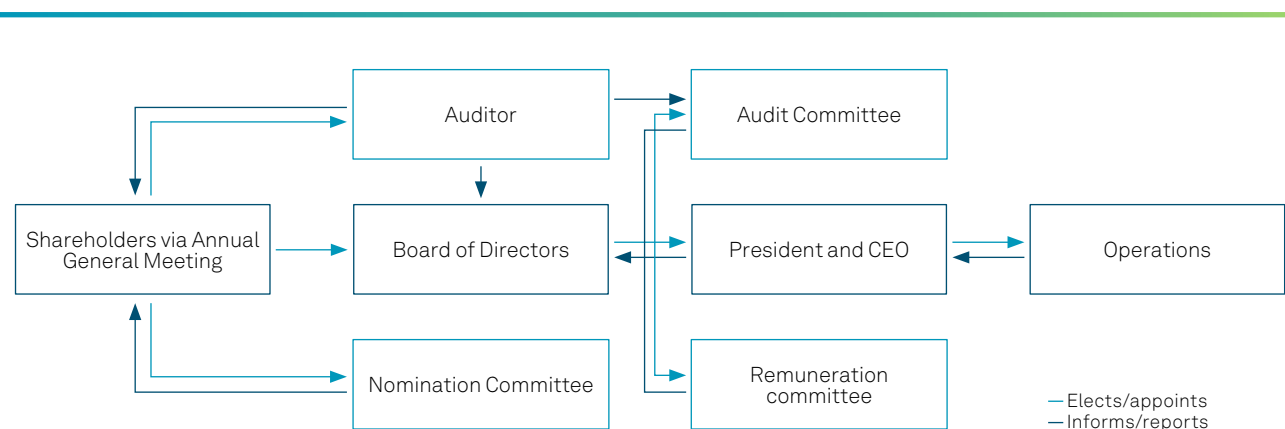 Auditor
Audit Committee
Shareholders via Annual
General Meeting
Board of Directors
President and CEO
Operations
Nomination Committee
Remuneration
committee
Elects/appoints
Informs/reports